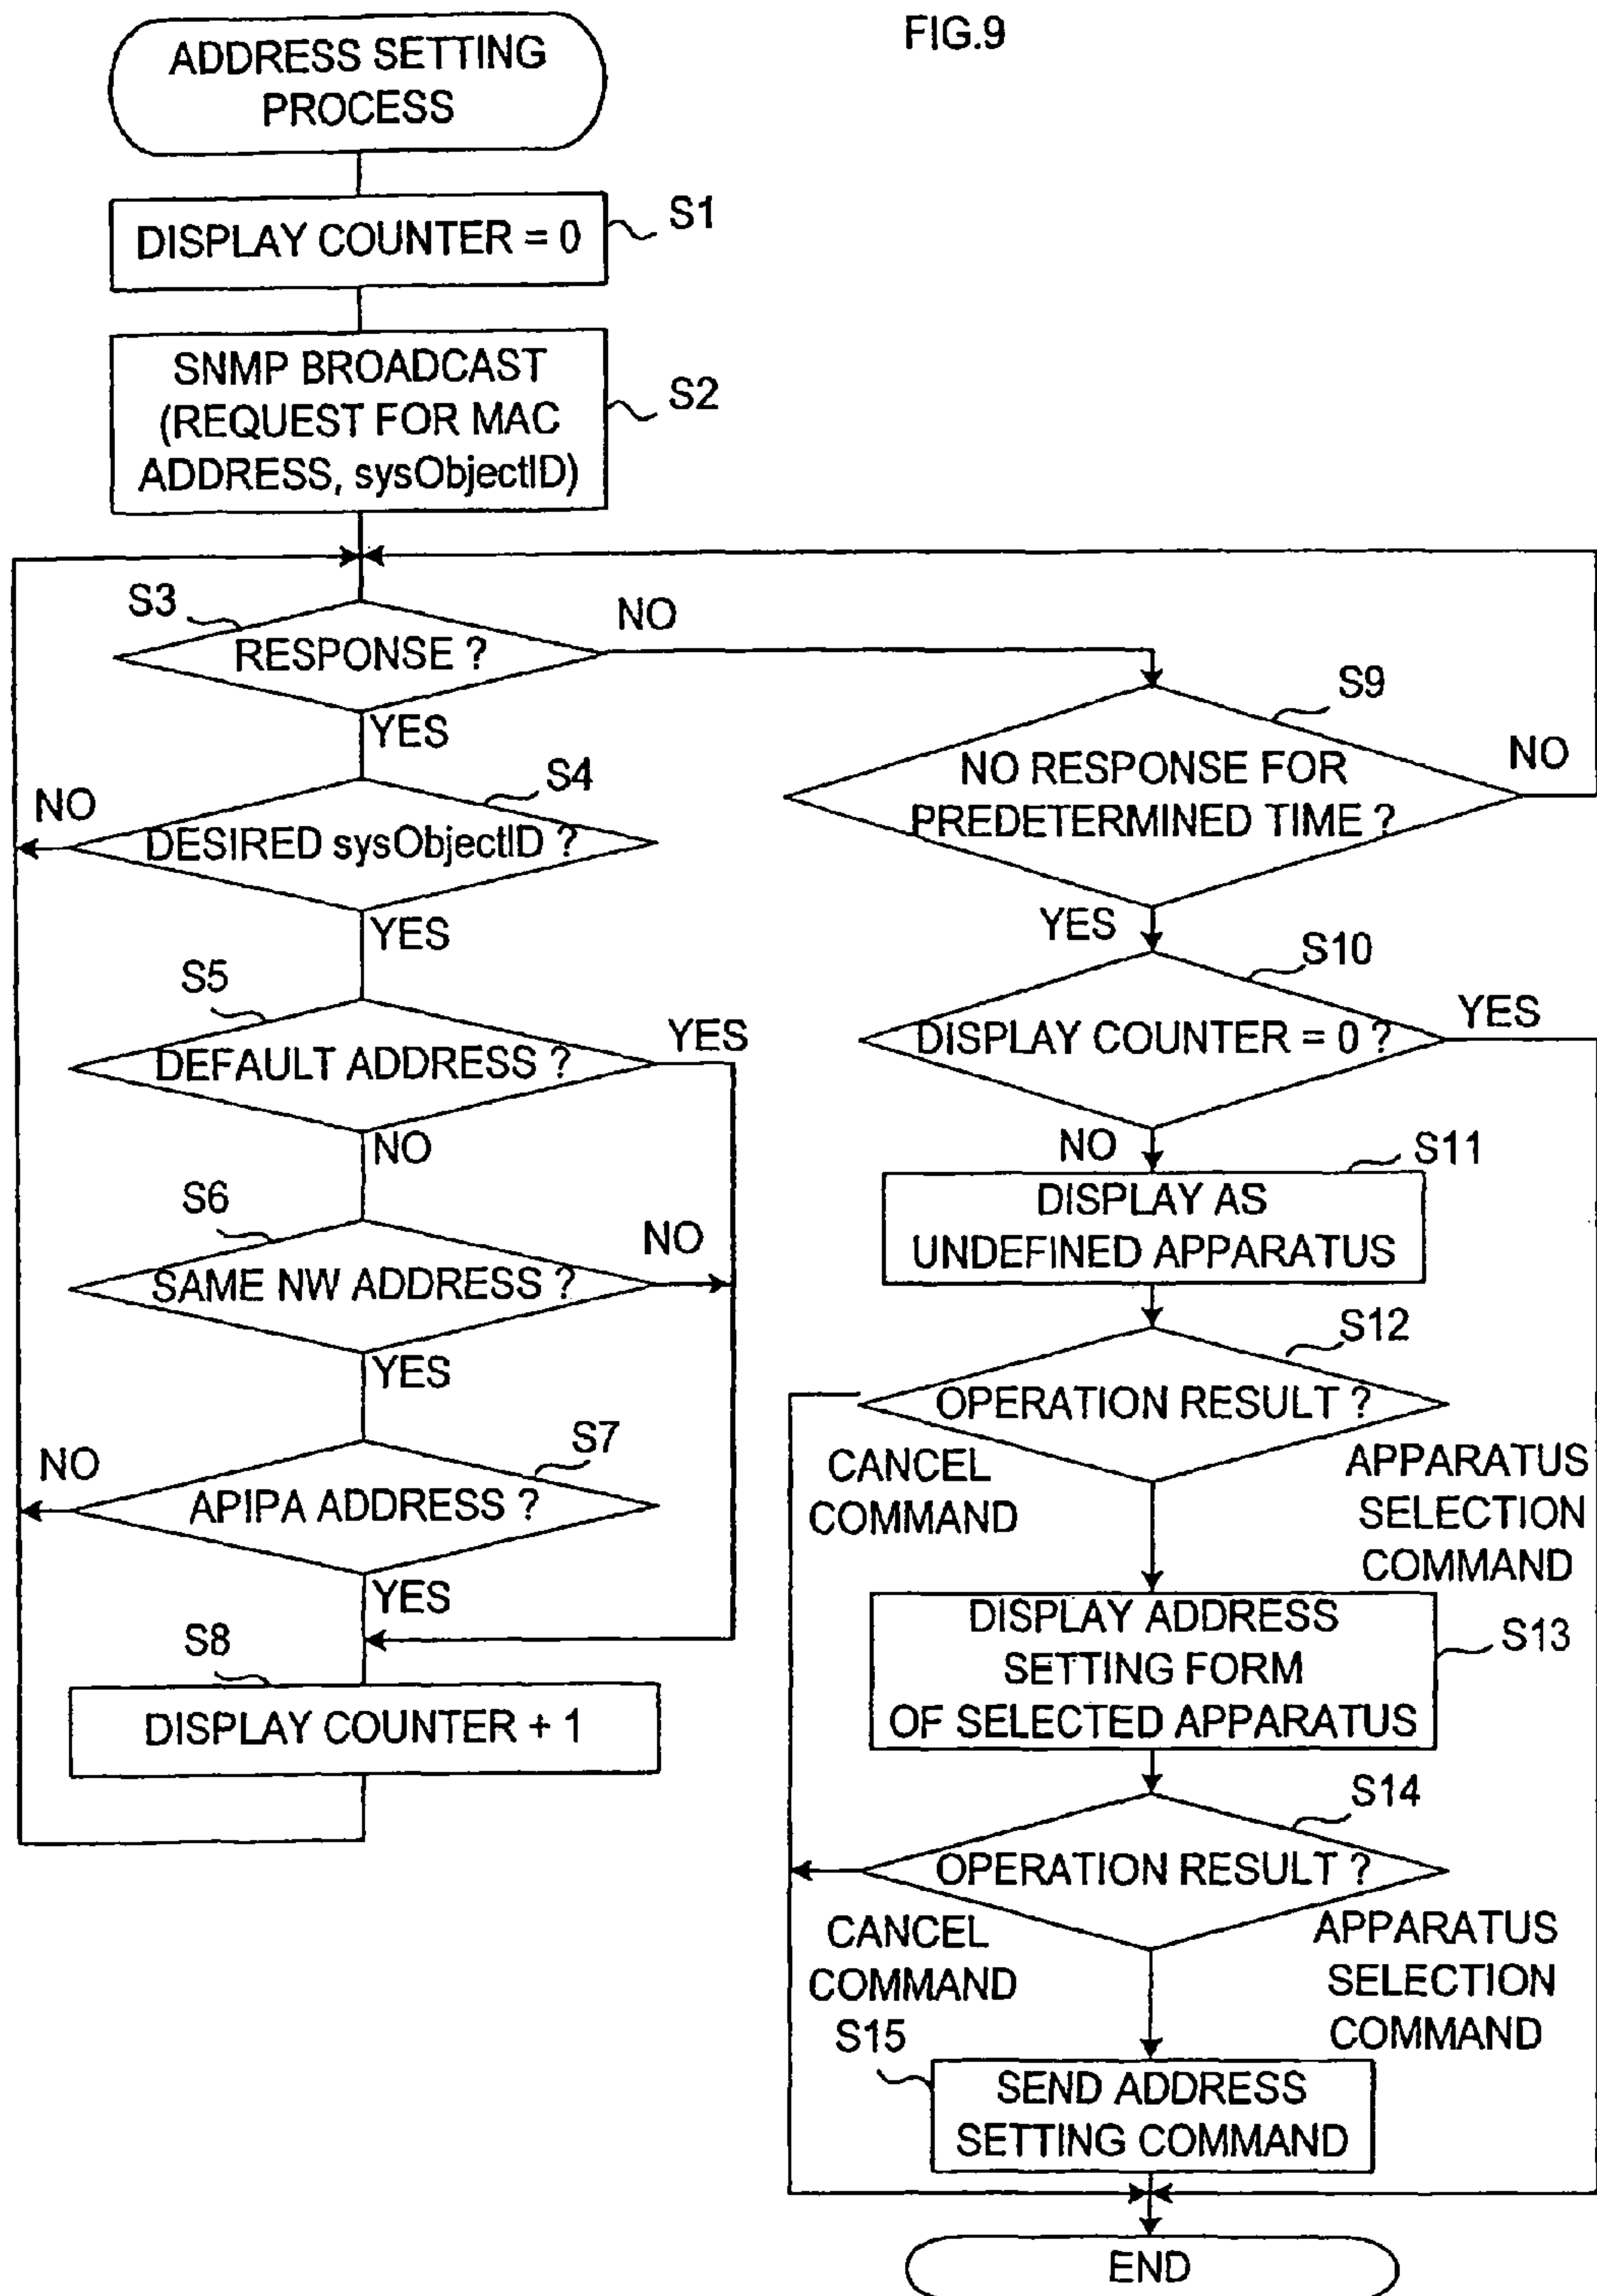 FIG.9
ADDRESS SETTING
PROCESS
DISPLAY COUNTER = 0
S1
SNMP BROADCAST
(REQUEST FOR MAC
ADDRESS, sysObjectID)
S2
S3
RESPONSE ?
NO
YES
S4
NO
DESIRED sysObjectID ?
YES
S5
DEFAULT ADDRESS ?
YES
NO
S6
SAME NW ADDRESS ?
NO
YES
S7
NO
APIPA ADDRESS ?
YES
S8
DISPLAY COUNTER + 1
S9
NO RESPONSE FOR
PREDETERMINED TIME ?
NO
YES
S10
DISPLAY COUNTER = 0 ?
YES
NO
S11
DISPLAY AS
UNDEFINED APPARATUS
S12
OPERATION RESULT ?
CANCEL
COMMAND
APPARATUS
SELECTION
COMMAND
DISPLAY ADDRESS
SETTING FORM
OF SELECTED APPARATUS
S13
S14
OPERATION RESULT ?
CANCEL
COMMAND
APPARATUS
SELECTION
COMMAND
S15
SEND ADDRESS
SETTING COMMAND
END